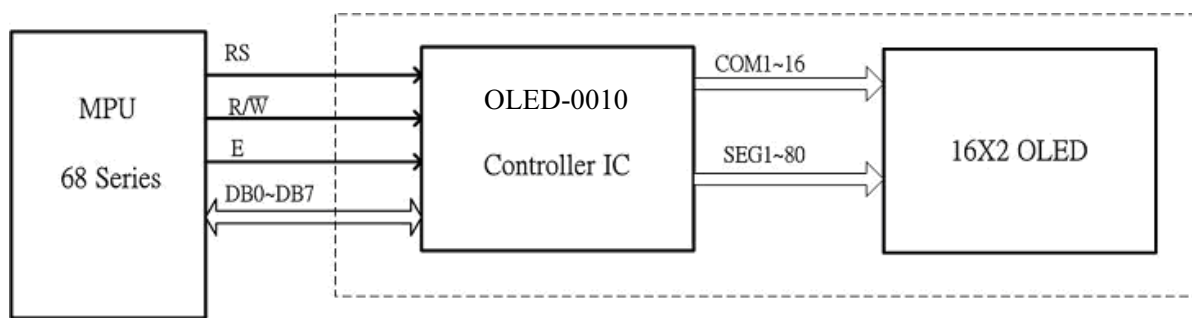 RS
R/W̅
E
DB0~DB7
MPU
68 Series
OLED-0010
Controller IC
COM1~16
SEG1~80
16X2 OLED